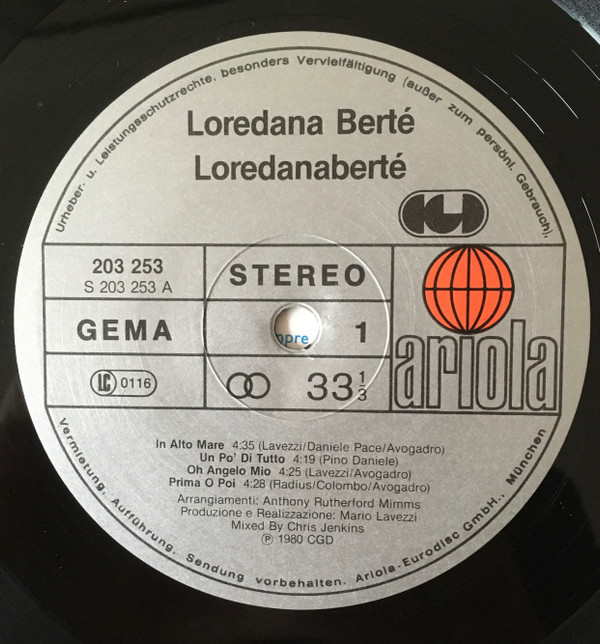 Urheber- u. Leistungsschutzrechte, besonders Vervielfältigung (außer zum persönl. Gebrauch),
Loredana Berté
Loredanaberté
CGD
203 253
S 203 253 A
STEREO
GEMA
1
LC 0116
33 1/3
ariola
In Alto Mare 4:35 (Lavezzi/Daniele Pace/Avogadro)
Un Po' Di Tutto 4:19 (Pino Daniele)
Oh Angelo Mio 4:25 (Lavezzi/Avogadro)
Prima O Poi 4:28 (Radius/Colombo/Avogadro)
Arrangiamenti: Anthony Rutherford Mimms
Produzione e Realizzazione: Mario Lavezzi
Mixed By Chris Jenkins
Ⓟ 1980 CGD
Vermietung, Aufführung, Sendung vorbehalten. Ariola-Eurodisc GmbH., München